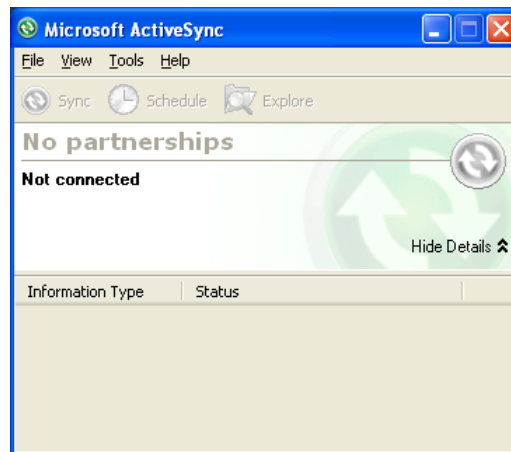 Microsoft ActiveSync
File View Tools Help
Sync Schedule Explore
No partnerships
Not connected
Hide Details
Information Type Status